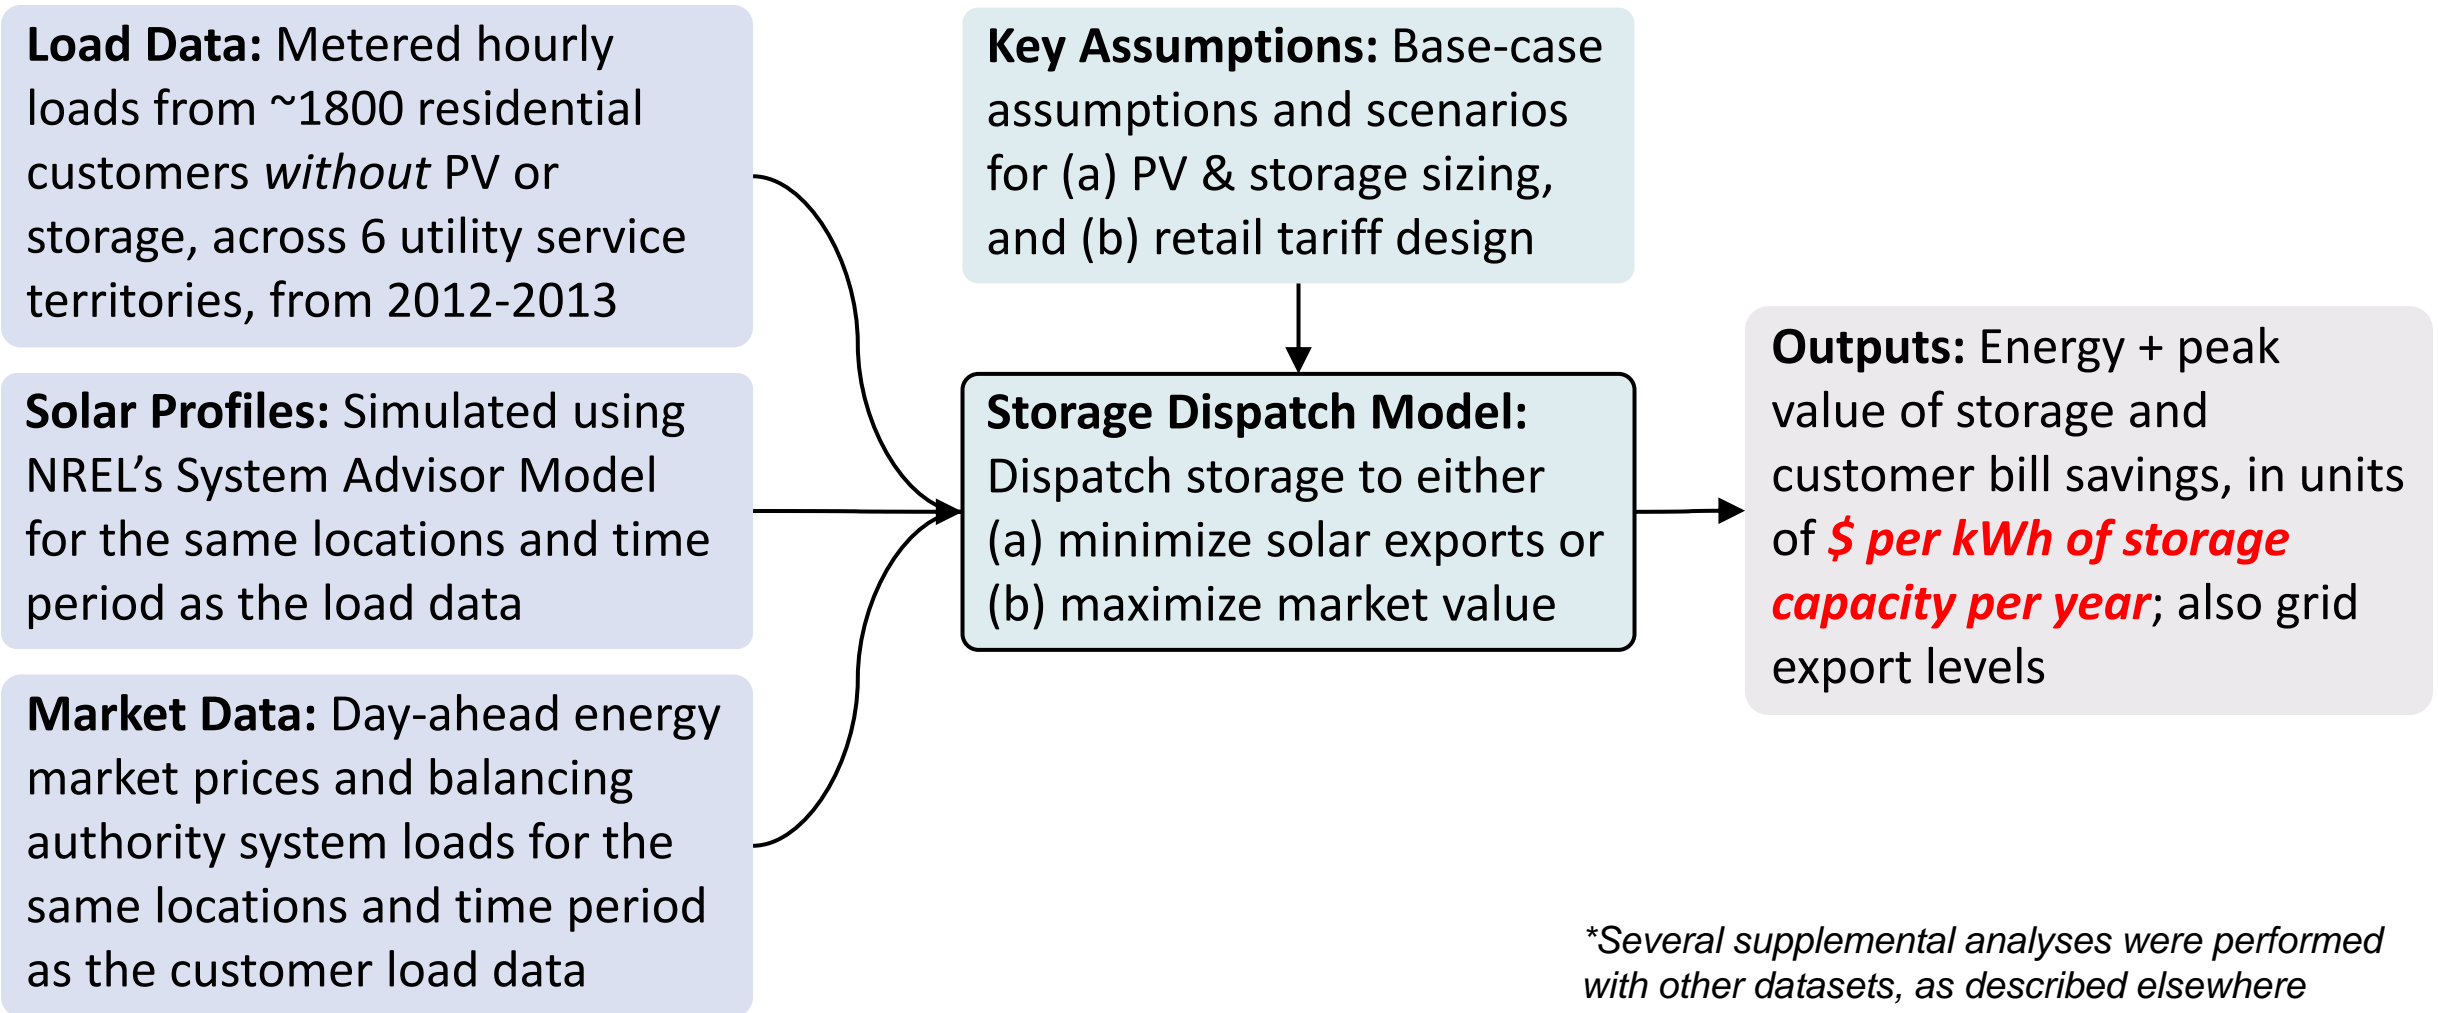 Load Data: Metered hourly
loads from ~1800 residential
customers without PV or
storage, across 6 utility service
territories, from 2012-2013
Solar Profiles: Simulated using
NREL’s System Advisor Model
for the same locations and time
period as the load data
Market Data: Day-ahead energy
market prices and balancing
authority system loads for the
same locations and time period
as the customer load data
Key Assumptions: Base-case
assumptions and scenarios
for (a) PV & storage sizing,
and (b) retail tariff design
Storage Dispatch Model:
Dispatch storage to either
(a) minimize solar exports or
(b) maximize market value
Outputs: Energy + peak
value of storage and
customer bill savings, in units
of $ per kWh of storage
capacity per year; also grid
export levels
*Several supplemental analyses were performed
with other datasets, as described elsewhere